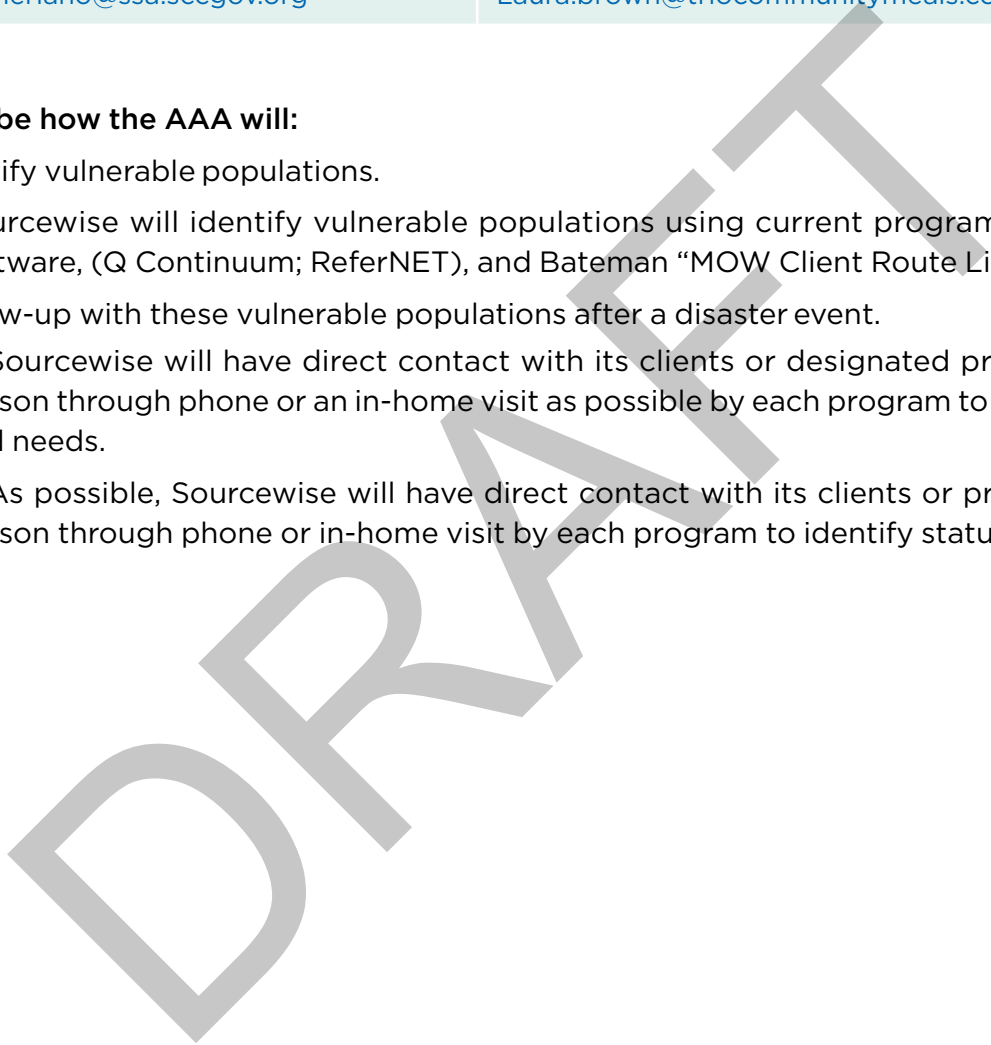 be how the AAA will:
ify vulnerable populations.
urcewise will identify vulnerable populations using current program
tware, (Q Continuum; ReferNET), and Bateman “MOW Client Route Li
w-up with these vulnerable populations after a disaster event.
Sourcewise will have direct contact with its clients or designated pr
son through phone or an in-home visit as possible by each program to
d needs.
As possible, Sourcewise will have direct contact with its clients or pr
son through phone or in-home visit by each program to identify statu
DRAFT